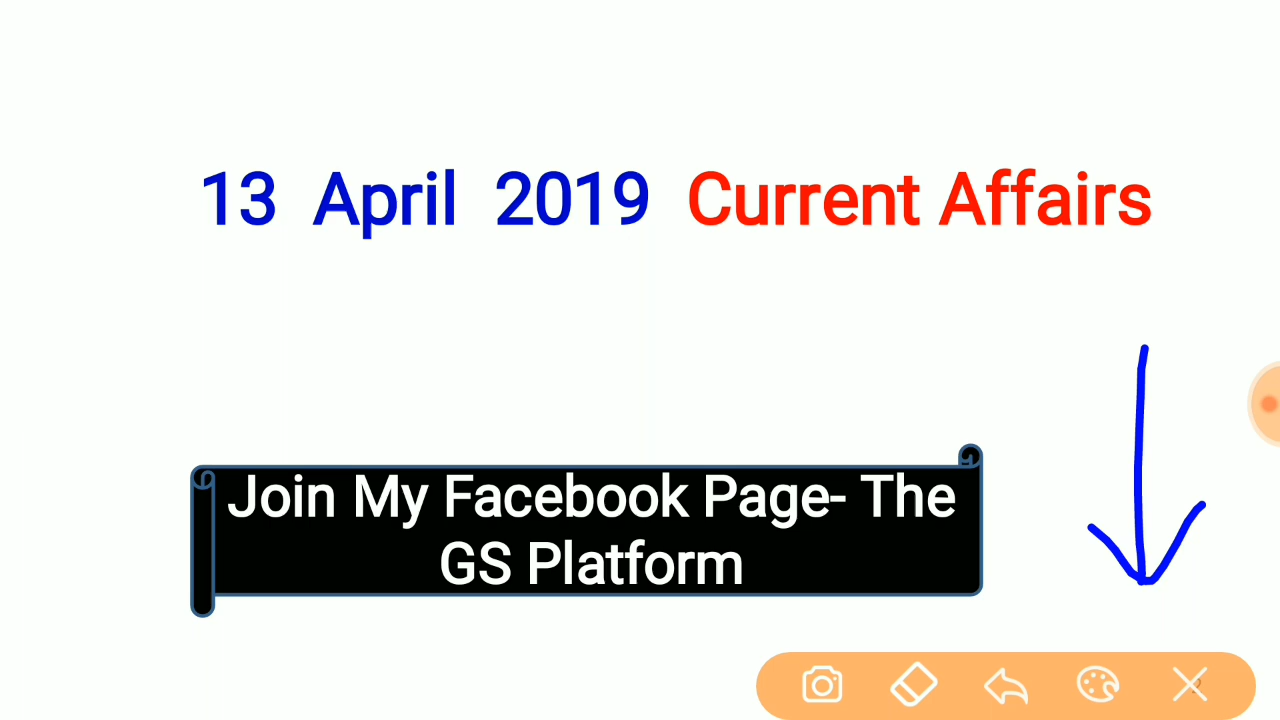 13 April 2019 Current Affairs
Join My Facebook Page- The
GS Platform